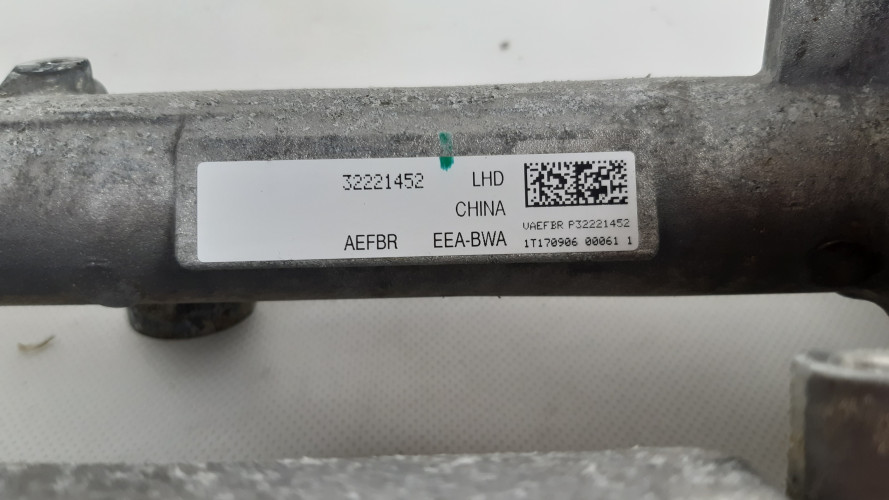 32221452 LHD
CHINA
AEFBR EEA-BWA
VAEFBR P32221452
1T170906 00061 1